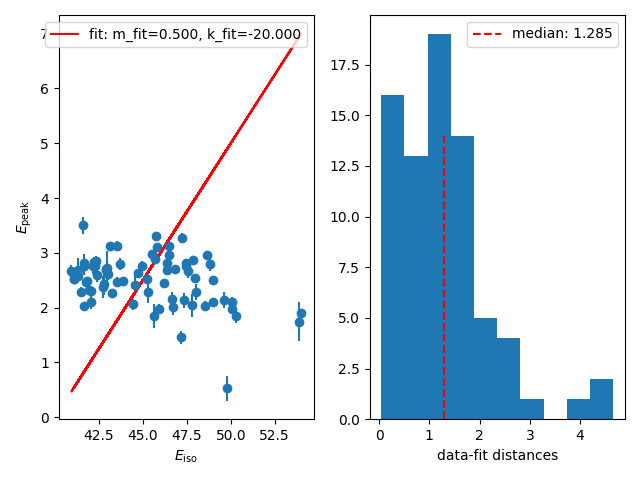 fit: m_fit=0.500, k_fit=-20.000
7
6
5
4
3
2
1
0
E_peak
42.5 45.0 47.5 50.0 52.5
E_iso
median: 1.285
17.5
15.0
12.5
10.0
7.5
5.0
2.5
0.0
0 1 2 3 4
data-fit distances